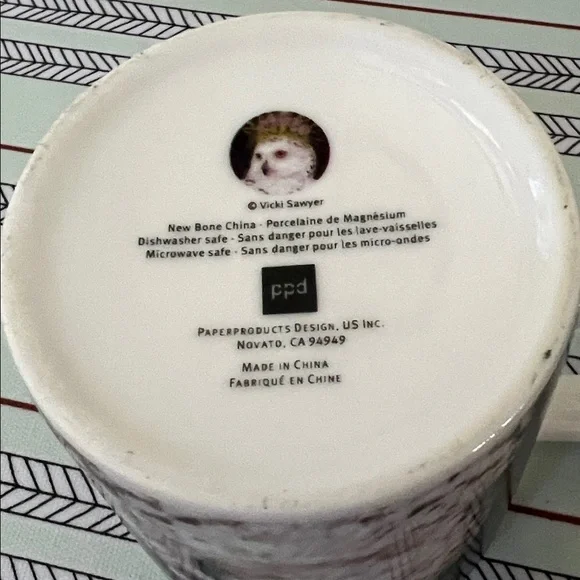 © Vicki Sawyer
New Bone China - Porcelaine de Magnésium
Dishwasher safe - Sans danger pour les lave-vaisselles
Microwave safe - Sans danger pour les micro-ondes
ppd
PAPERPRODUCTS DESIGN, US INC.
NOVATO, CA 94949
MADE IN CHINA
FABRIQUÉ EN CHINE